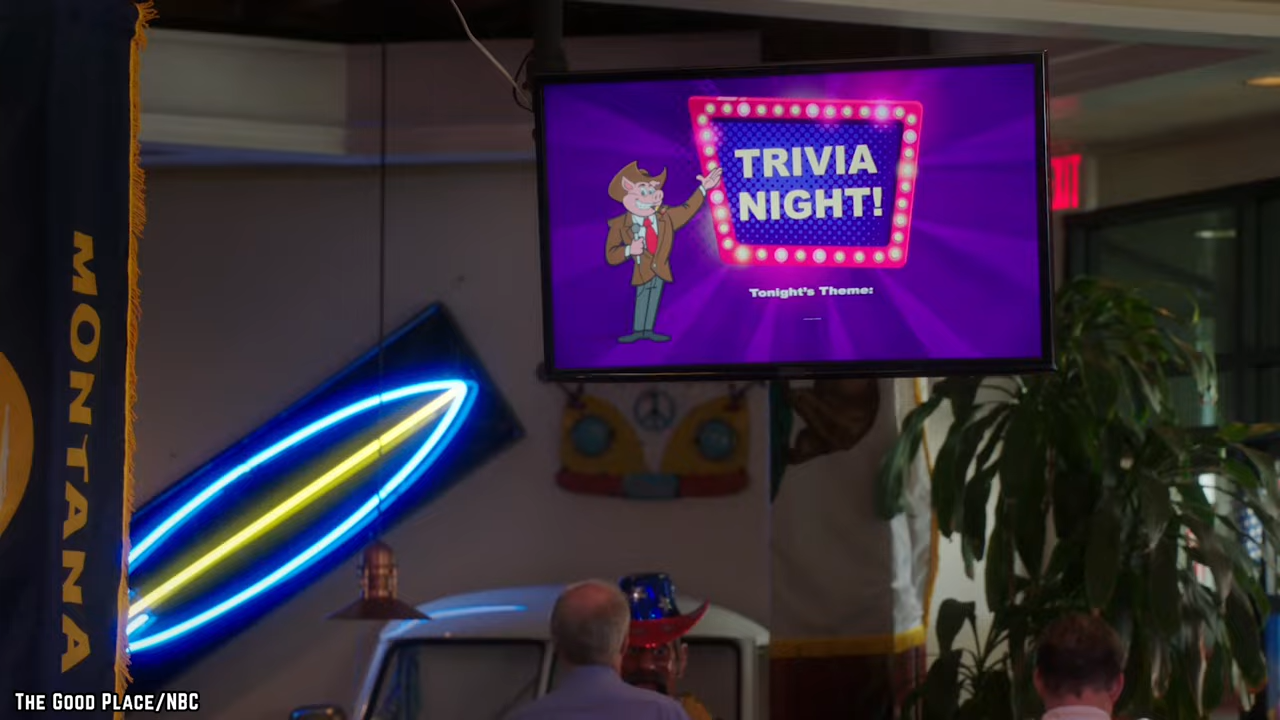 TRIVIA
NIGHT!
Tonight's Theme:
MONTANA
The Good Place/NBC